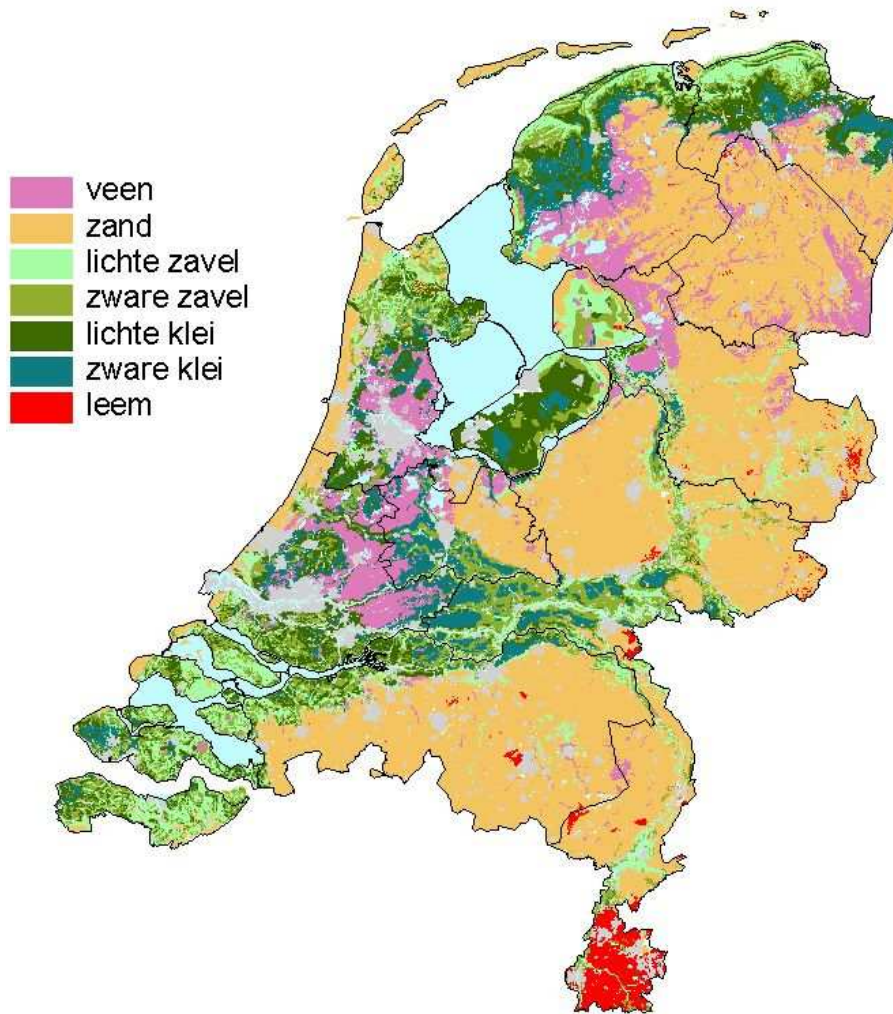 veen
zand
lichte zavel
zware zavel
lichte klei
zware klei
leem